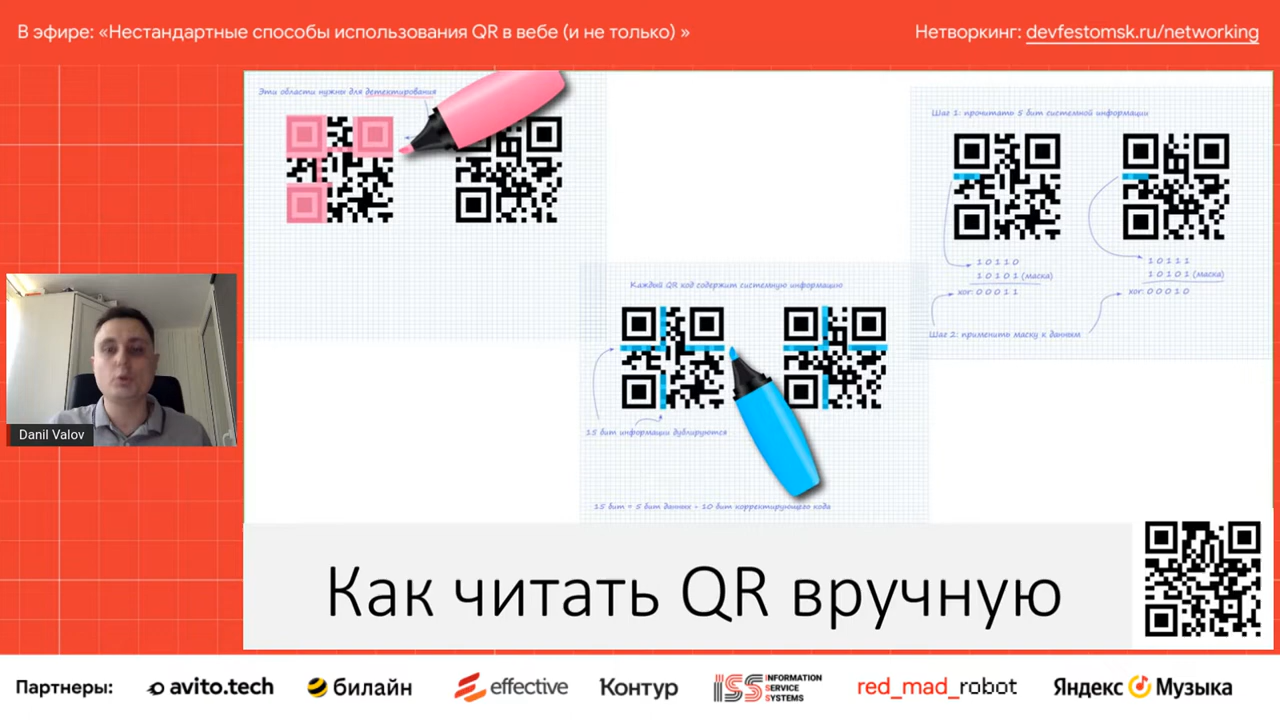 В эфире: «Нестандартные способы использования QR в вебе (и не только) »
Нетворкинг: devfestomsk.ru/networking
Эти области нужны для детектирования
Шаг 1: прочитать 5 бит системной информации
1 0 1 1 0
1 0 1 0 1 (маска)
xor: 0 0 0 1 1
1 0 1 1 1
1 0 1 0 1 (маска)
xor: 0 0 0 1 0
Шаг 2: применить маску к данным
Каждый QR код содержит системную информацию
15 бит информации дублируются
15 бит = 5 бит данных + 10 бит корректирующего кода
Danil Valov
Как читать QR вручную
Партнеры:
avito.tech
билайн
effective
Контур
ISS INFORMATION
SERVICE
SYSTEMS
red_mad_robot
Яндекс Музыка